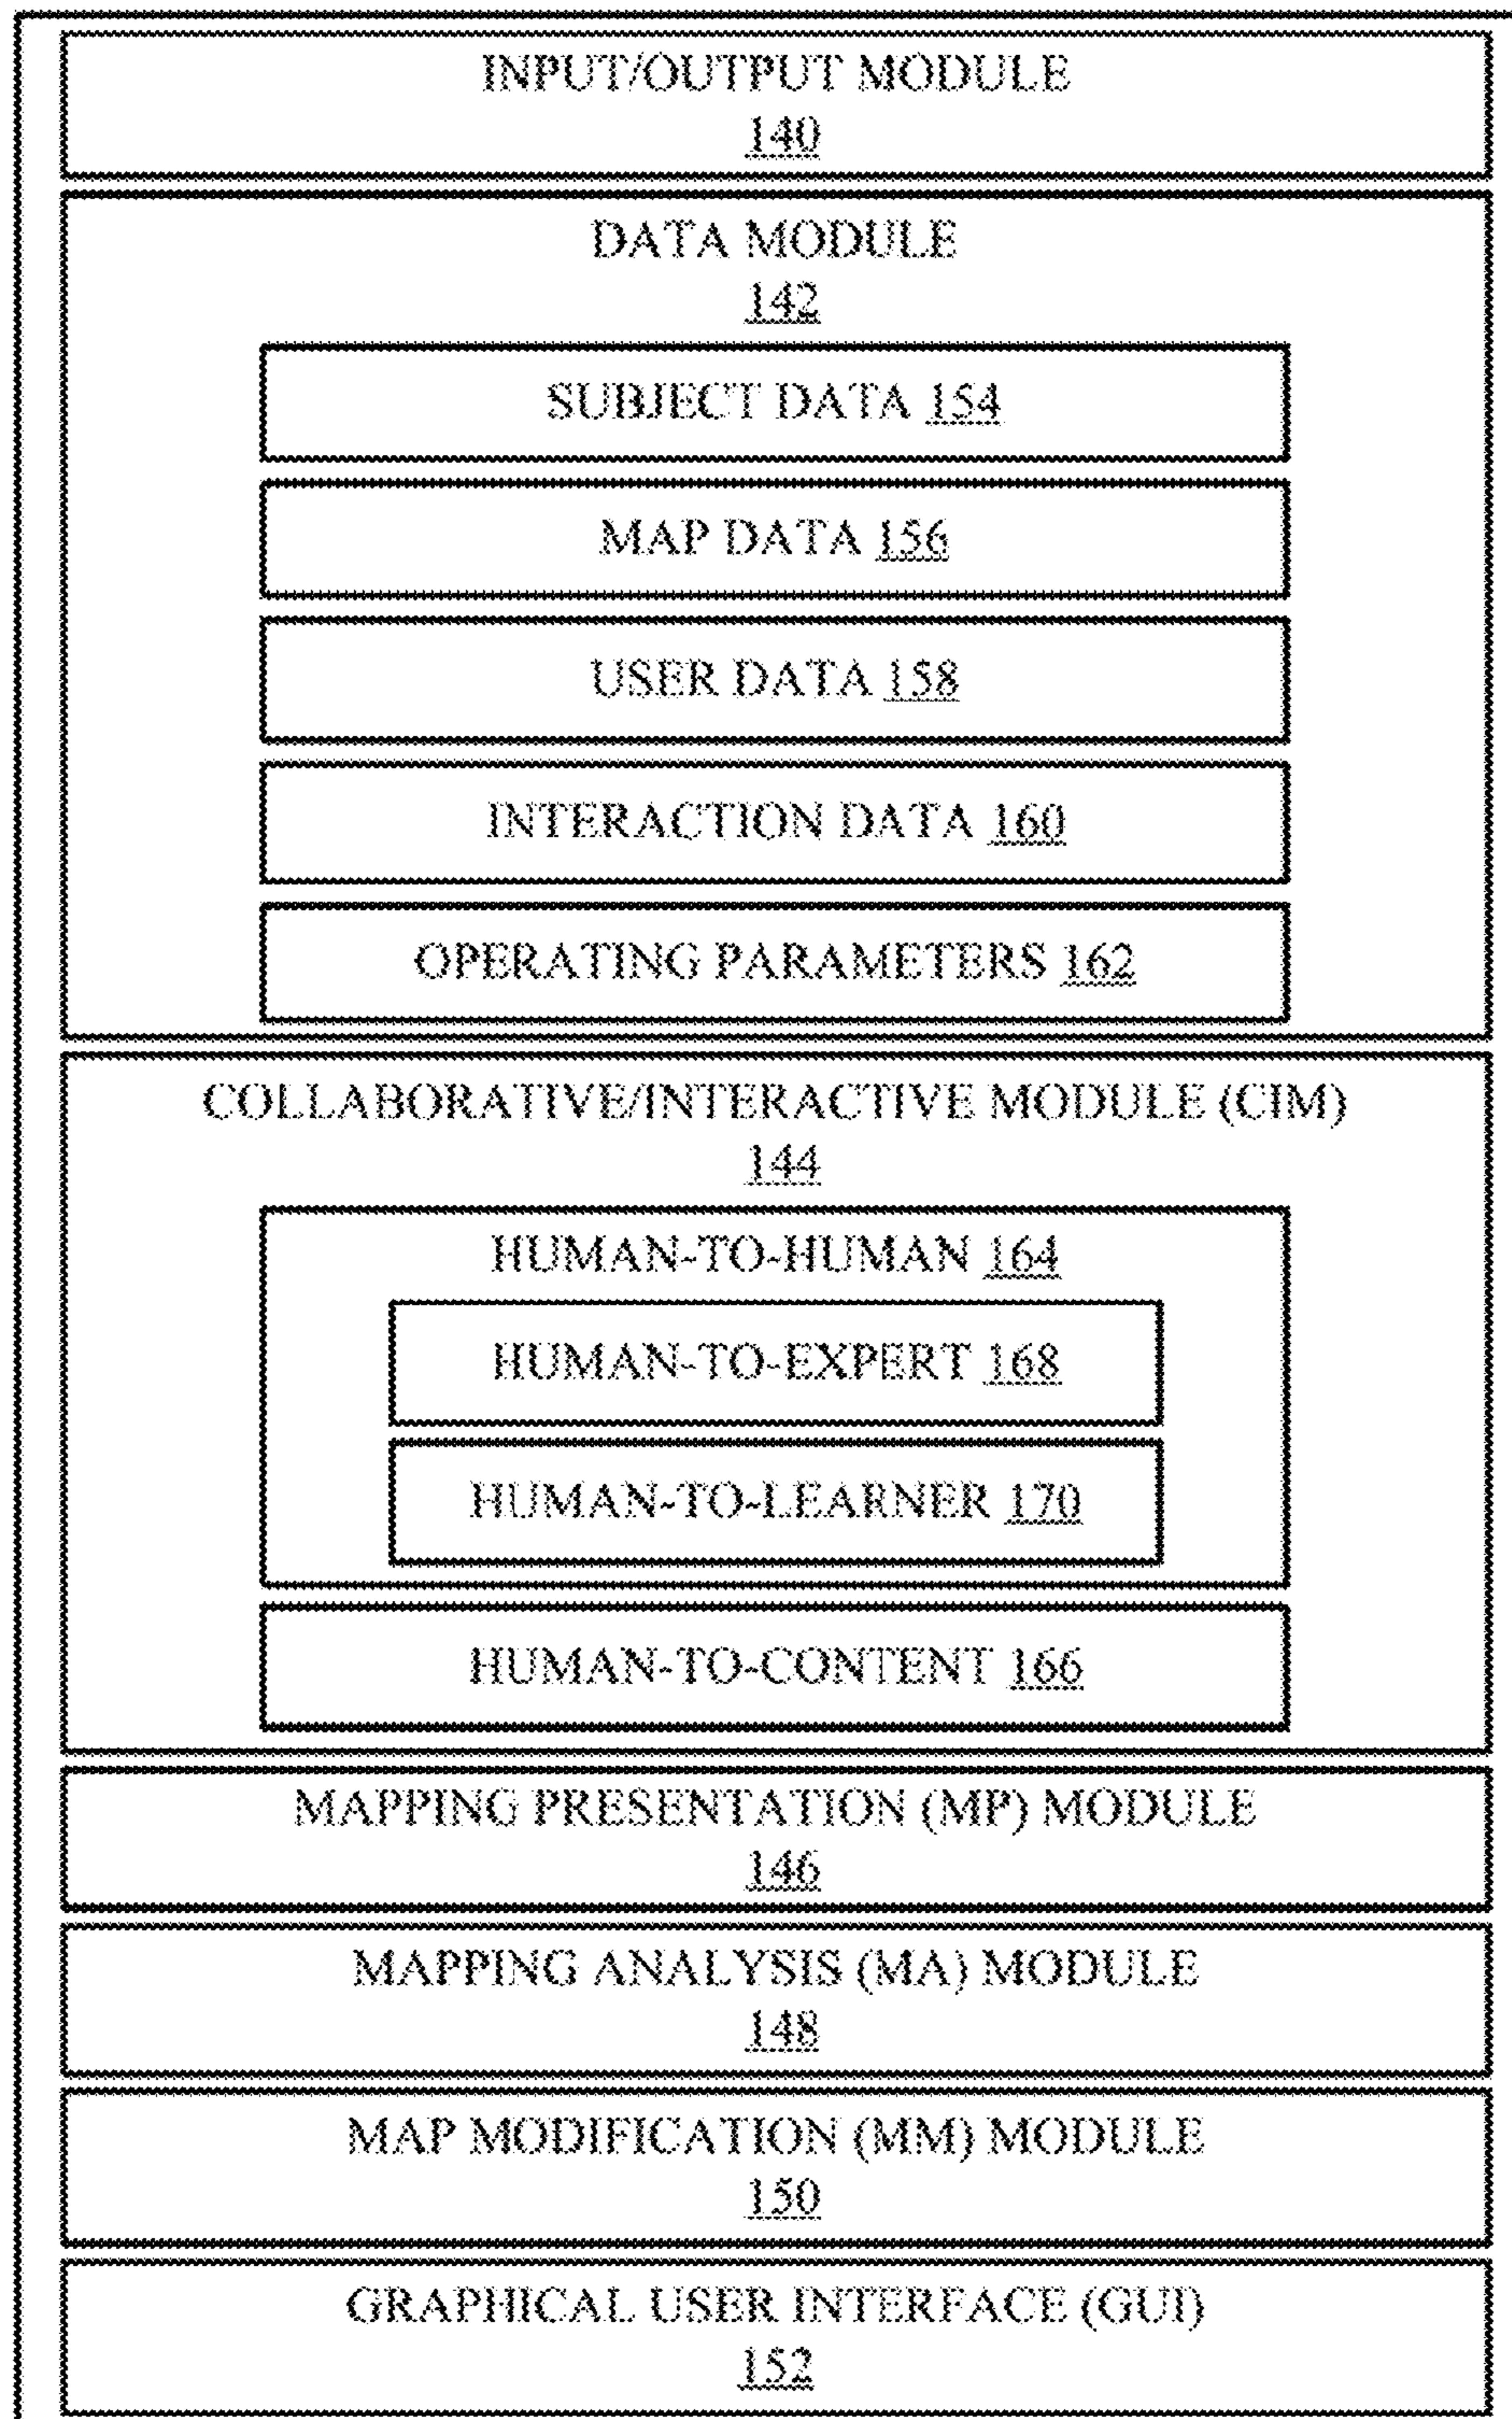 INPUT/OUTPUT MODULE
140
DATA MODULE
142
SUBJECT DATA 154
MAP DATA 156
USER DATA 158
INTERACTION DATA 160
OPERATING PARAMETERS 162
COLLABORATIVE/INTERACTIVE MODULE (CIM)
144
HUMAN-TO-HUMAN 164
HUMAN-TO-EXPERT 168
HUMAN-TO-LEARNER 170
HUMAN-TO-CONTENT 166
MAPPING PRESENTATION (MP) MODULE
146
MAPPING ANALYSIS (MA) MODULE
148
MAP MODIFICATION (MM) MODULE
150
GRAPHICAL USER INTERFACE (GUI)
152